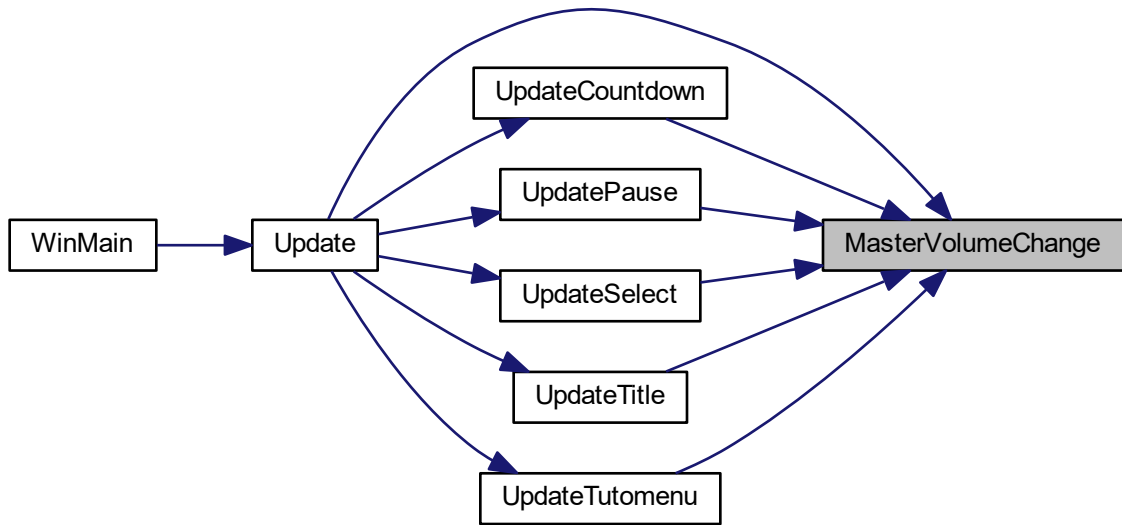 WinMain
Update
UpdateCountdown
UpdatePause
UpdateSelect
UpdateTitle
UpdateTutomenu
MasterVolumeChange